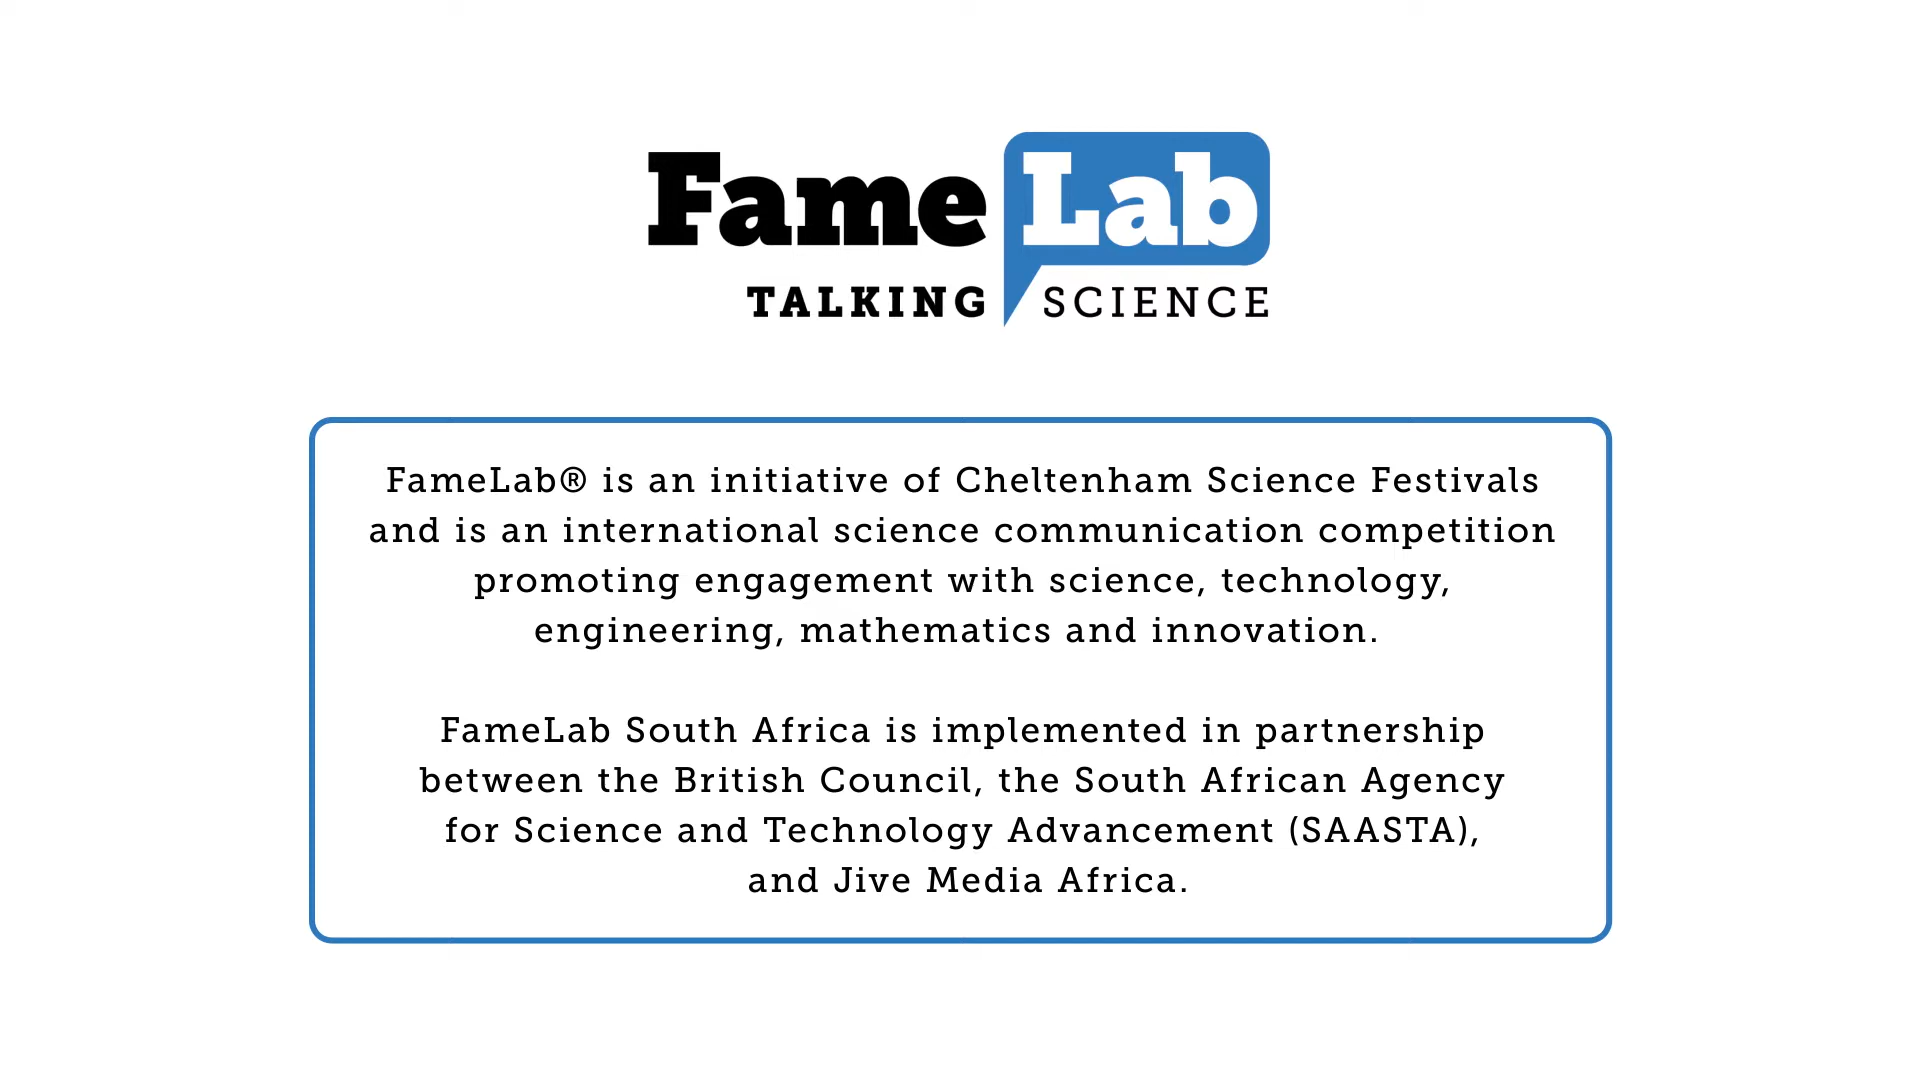 FameLab
TALKING SCIENCE
FameLab® is an initiative of Cheltenham Science Festivals
and is an international science communication competition
promoting engagement with science, technology,
engineering, mathematics and innovation.
FameLab South Africa is implemented in partnership
between the British Council, the South African Agency
for Science and Technology Advancement (SAASTA),
and Jive Media Africa.